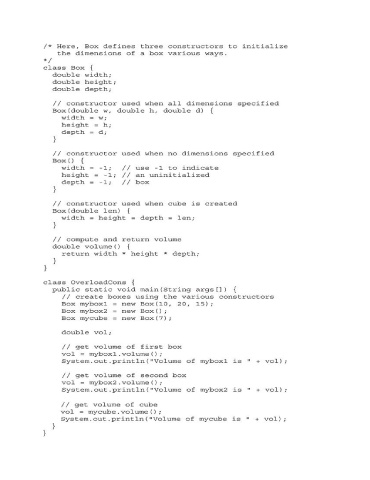 /* Here, Box defines three constructors to initialize
   the dimensions of a box various ways.
*/
class Box {
  double width;
  double height;
  double depth;

  // constructor used when all dimensions specified
  Box(double w, double h, double d) {
    width = w;
    height = h;
    depth = d;
  }

  // constructor used when no dimensions specified
  Box() {
    width = -1;  // use -1 to indicate
    height = -1; // an uninitialized
    depth = -1;  // box
  }

  // constructor used when cube is created
  Box(double len) {
    width = height = depth = len;
  }

  // compute and return volume
  double volume() {
    return width * height * depth;
  }
}

class OverloadCons {
  public static void main(String args[]) {
    // create boxes using the various constructors
    Box mybox1 = new Box(10, 20, 15);
    Box mybox2 = new Box();
    Box mycube = new Box(7);

    double vol;

    // get volume of first box
    vol = mybox1.volume();
    System.out.println("Volume of mybox1 is " + vol);

    // get volume of second box
    vol = mybox2.volume();
    System.out.println("Volume of mybox2 is " + vol);

    // get volume of cube
    vol = mycube.volume();
    System.out.println("Volume of mycube is " + vol);
  }
}